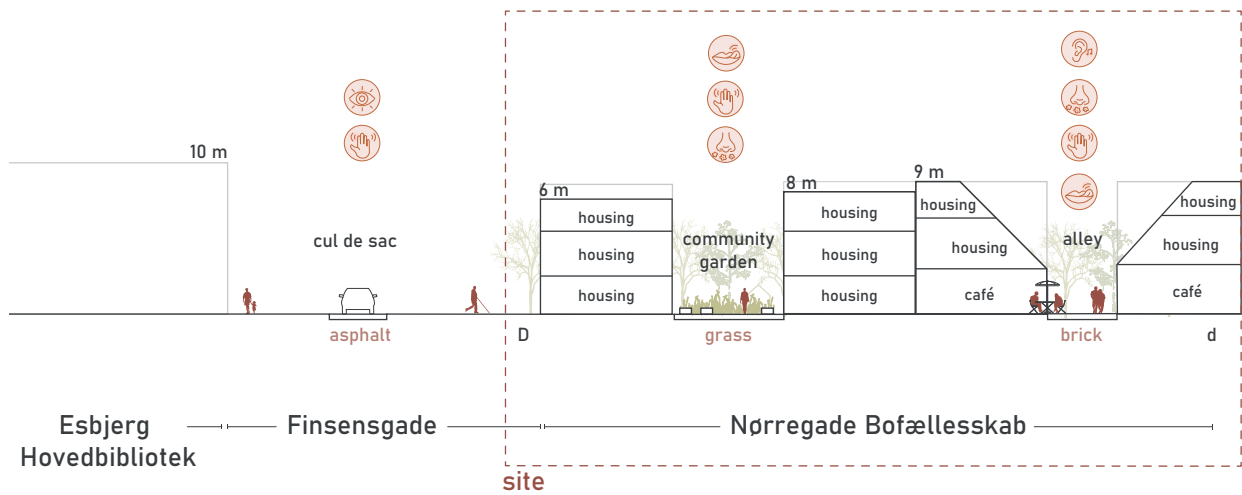 10 m
cul de sac
asphalt
D
6 m
housing
housing
housing
community
garden
grass
8 m
housing
housing
housing
9 m
housing
housing
café
alley
brick
housing
housing
café
d
Esbjerg
Hovedbibliotek
Finsensgade
Nørregade Bofællesskab
site